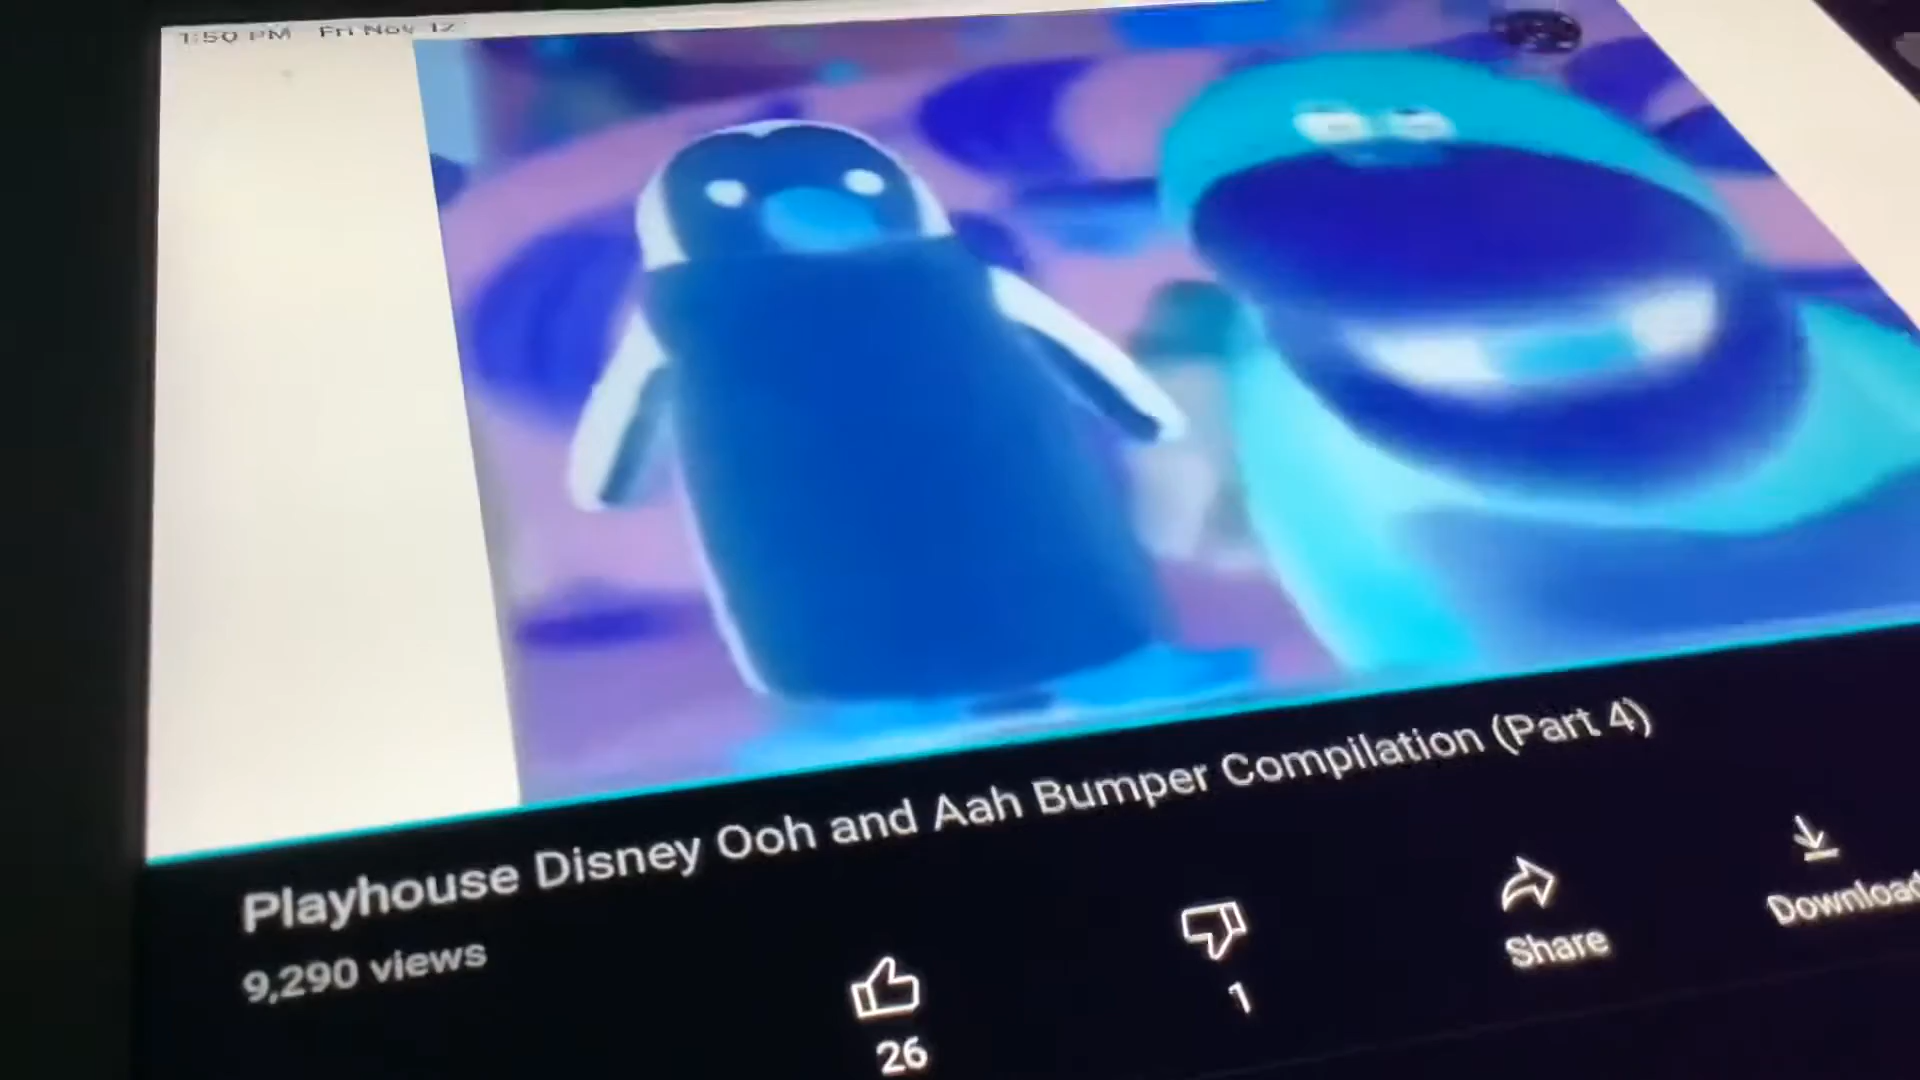 1:50 PM Fri Nov 12
Playhouse Disney Ooh and Aah Bumper Compilation (Part 4)
9,290 views
26
1
Share
Download